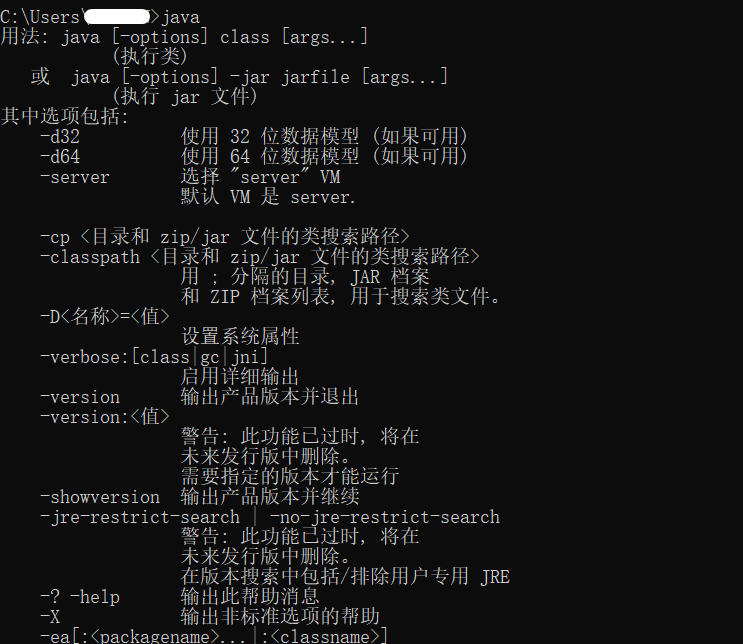 C:\Users\>java
用法: java [-options] class [args...]
(执行类)
或  java [-options] -jar jarfile [args...]
(执行 jar 文件)
其中选项包括:
-d32 使用 32 位数据模型 (如果可用)
-d64 使用 64 位数据模型 (如果可用)
-server 选择 "server" VM
默认 VM 是 server.
-cp <目录和 zip/jar 文件的类搜索路径>
-classpath <目录和 zip/jar 文件的类搜索路径>
用 ; 分隔的目录, JAR 档案
和 ZIP 档案列表, 用于搜索类文件。
-D<名称>=<值>
设置系统属性
-verbose:[class|gc|jni]
启用详细输出
-version 输出产品版本并退出
-version:<值>
警告: 此功能已过时, 将在
未来发行版中删除。
需要指定的版本才能运行
-showversion 输出产品版本并继续
-jre-restrict-search | -no-jre-restrict-search
警告: 此功能已过时, 将在
未来发行版中删除。
在版本搜索中包括/排除用户专用 JRE
-? -help 输出此帮助消息
-X 输出非标准选项的帮助
-ea[:<packagename>...|:<classname>]